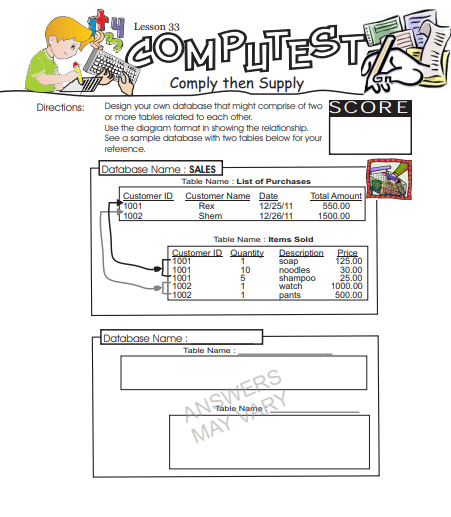 Lesson 33
COMPUTEST
Comply then Supply
Directions:
Design your own database that might comprise of two
or more tables related to each other.
Use the diagram format in showing the relationship.
See a sample database with two tables below for your
reference.
SCORE
Database Name : SALES
Table Name : List of Purchases
Customer ID Customer Name Date Total Amount
1001 Rex 12/25/11 550.00
1002 Shem 12/26/11 1500.00
Table Name : Items Sold
Customer ID Quantity Description Price
1001 1 soap 125.00
1001 10 noodles 30.00
1001 5 shampoo 25.00
1002 1 watch 1000.00
1002 1 pants 500.00
Database Name :
Table Name :
ANSWERS
MAY VARY
Table Name :